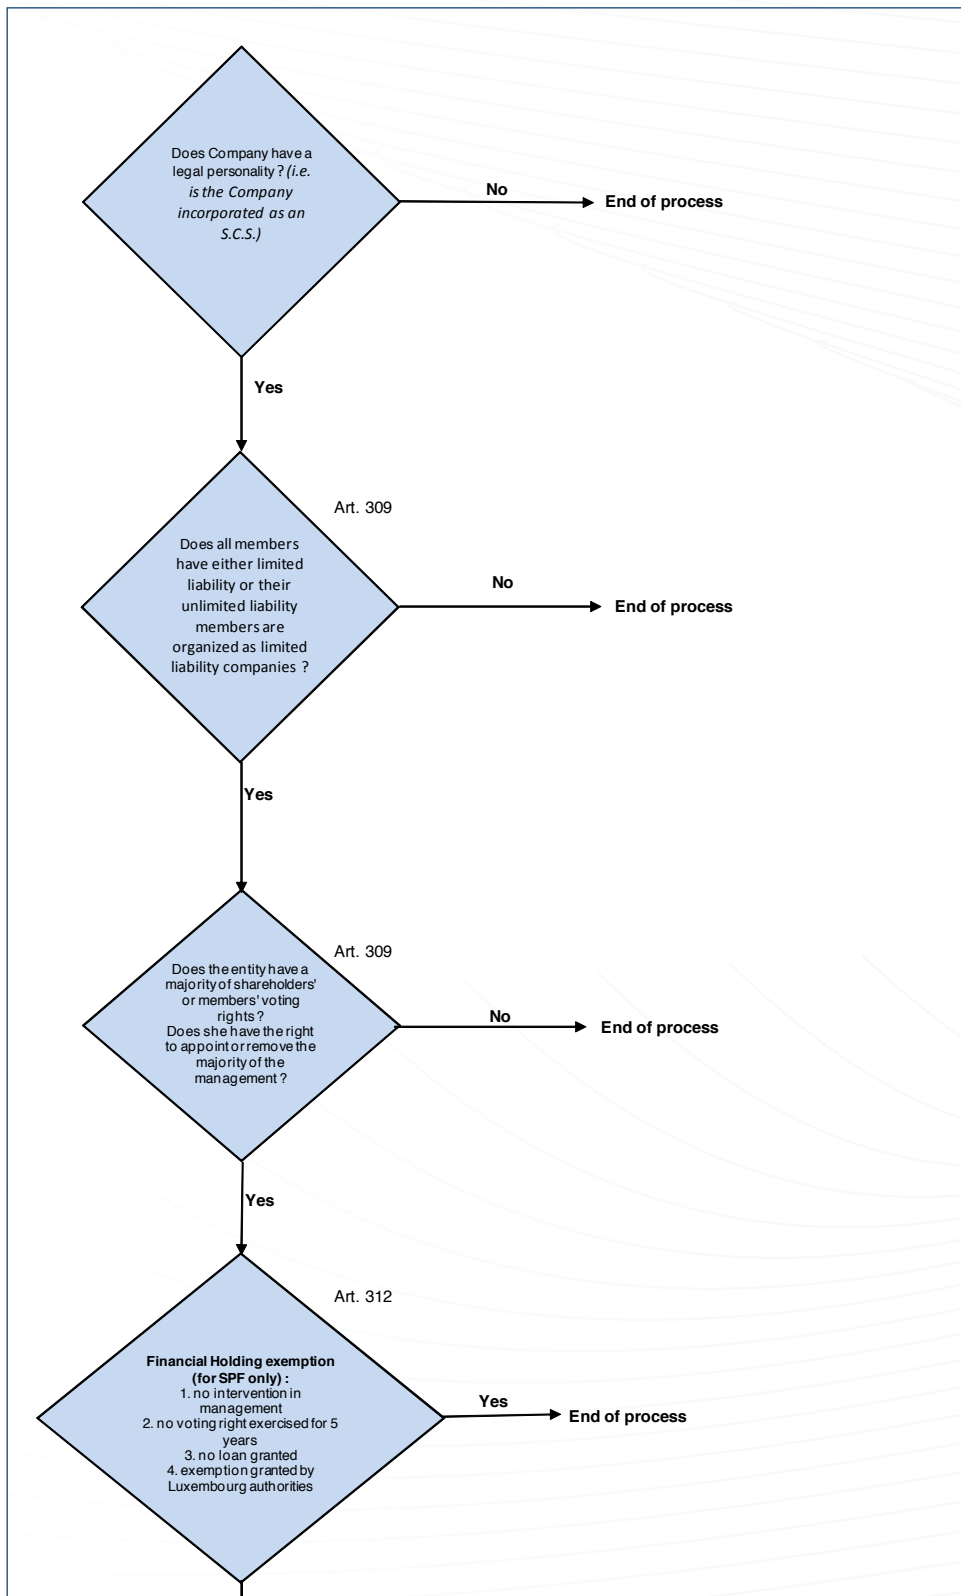 Does Company have a
legal personality ? (i.e.
is the Company
incorporated as an
S.C.S.)
No
End of process
Yes
Art. 309
Does all members
have either limited
liability or their
unlimited liability
members are
organized as limited
liability companies ?
No
End of process
Yes
Art. 309
Does the entity have a
majority of shareholders'
or members' voting
rights ?
Does she have the right
to appoint or remove the
majority of the
management ?
No
End of process
Yes
Art. 312
Financial Holding exemption
(for SPF only) :
1. no intervention in
management
2. no voting right exercised for 5
years
3. no loan granted
4. exemption granted by
Luxembourg authorities
Yes
End of process